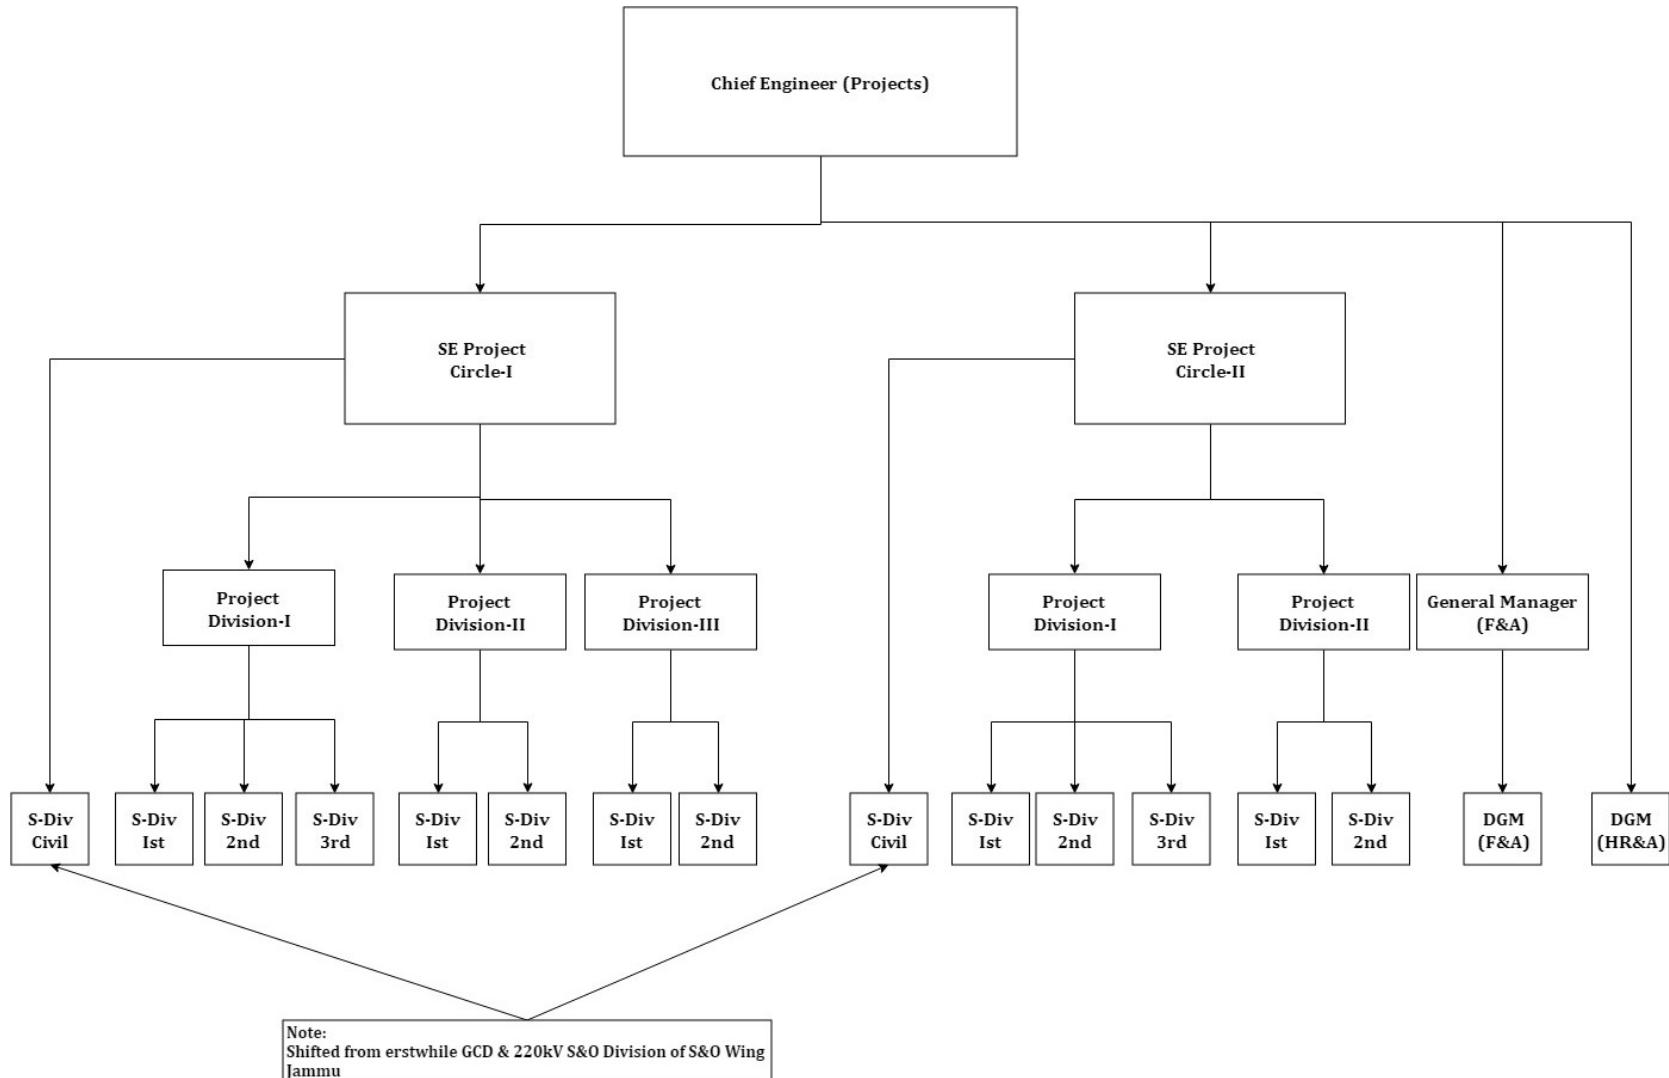 Chief Engineer (Projects)
SE Project
Circle-I
SE Project
Circle-II
Project
Division-I
Project
Division-II
Project
Division-III
Project
Division-I
Project
Division-II
General Manager
(F&A)
S-Div
Civil
S-Div
Ist
S-Div
2nd
S-Div
3rd
S-Div
Ist
S-Div
2nd
S-Div
Ist
S-Div
2nd
S-Div
Civil
S-Div
Ist
S-Div
2nd
S-Div
3rd
S-Div
Ist
S-Div
2nd
DGM
(F&A)
DGM
(HR&A)
Note:
Shifted from erstwhile GCD & 220kV S&O Division of S&O Wing
Jammu